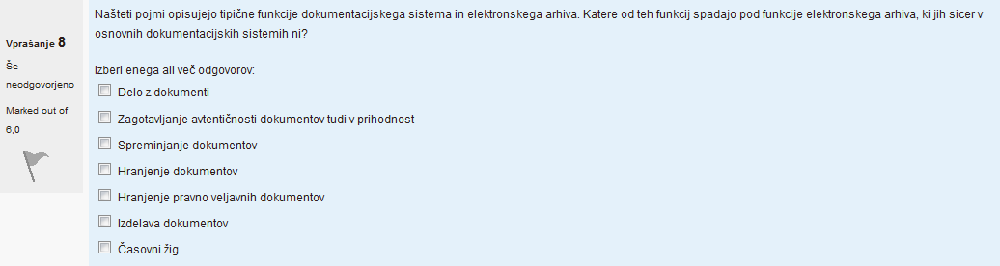 Vprašanje 8
Še
neodgovorjeno
Marked out of
6,0
Našteti pojmi opisujejo tipične funkcije dokumentacijskega sistema in elektronskega arhiva. Katere od teh funkcij spadajo pod funkcije elektronskega arhiva, ki jih sicer v
osnovnih dokumentacijskih sistemih ni?
Izberi enega ali več odgovorov:
Delo z dokumenti
Zagotavljanje avtentičnosti dokumentov tudi v prihodnost
Spreminjanje dokumentov
Hranjenje dokumentov
Hranjenje pravno veljavnih dokumentov
Izdelava dokumentov
Časovni žig